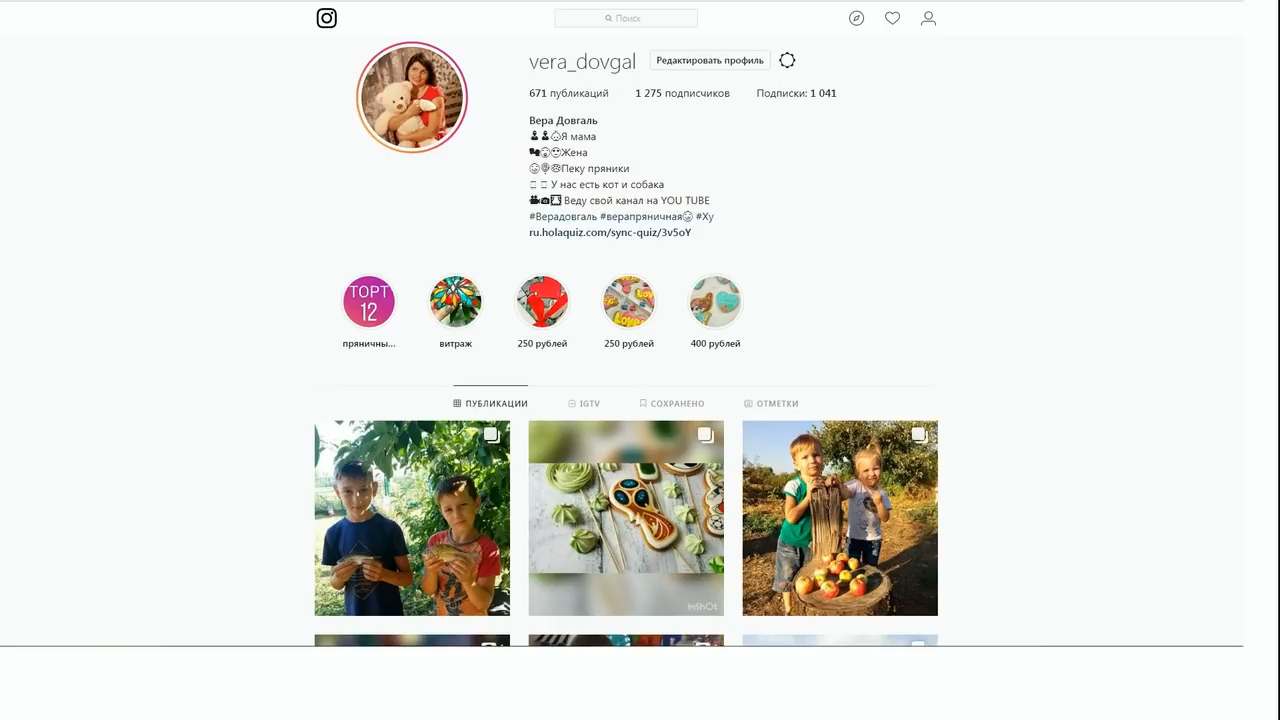 Поиск
vera_dovgal Редактировать профиль
671 публикаций 1 275 подписчиков Подписки: 1 041
Вера Довгаль
Я мама
Жена
Пеку пряники
У нас есть кот и собака
Веду свой канал на YOU TUBE
#Верадовгаль #верапряничная #Ху
ru.holaquiz.com/sync-quiz/3v5oY
ТОРТ
12
Love
Love
пряничны... витраж 250 рублей 250 рублей 400 рублей
ПУБЛИКАЦИИ IGTV СОХРАНЕНО ОТМЕТКИ
InShOt